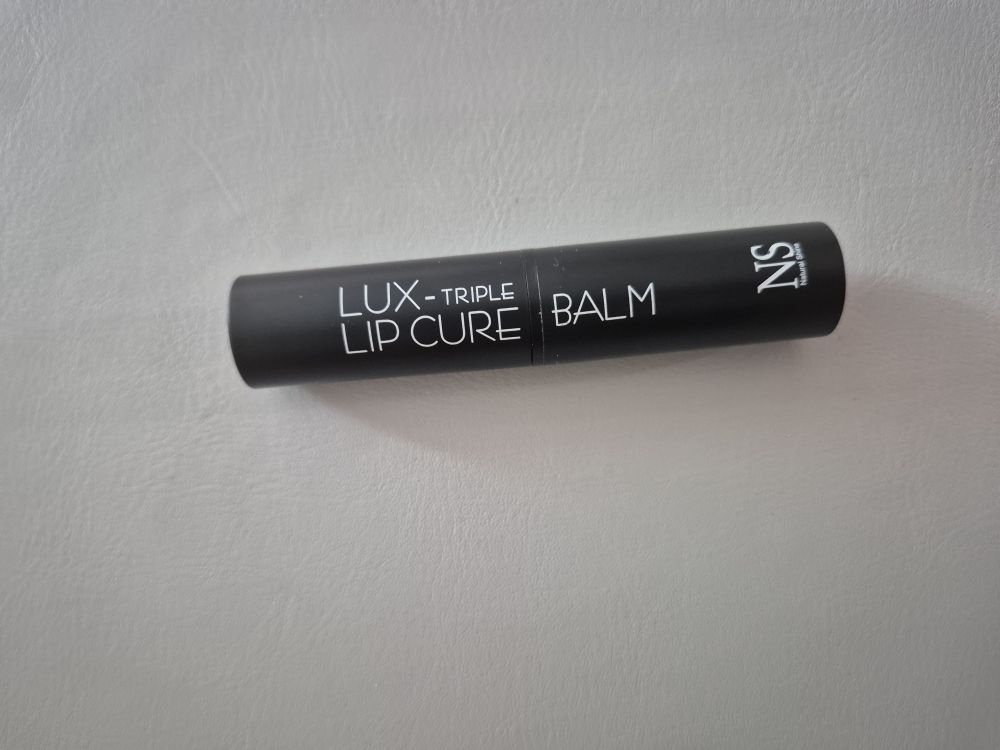 LUX-TRIPLE
LIP CURE BALM
NS
Natural Shine